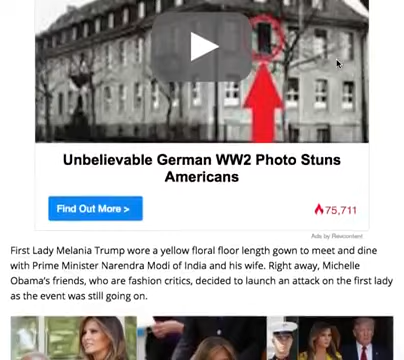 Unbelievable German WW2 Photo Stuns
Americans
Find Out More >
75,711
Ads by Revcontent
First Lady Melania Trump wore a yellow floral floor length gown to meet and dine
with Prime Minister Narendra Modi of India and his wife. Right away, Michelle
Obama's friends, who are fashion critics, decided to launch an attack on the first lady
as the event was still going on.